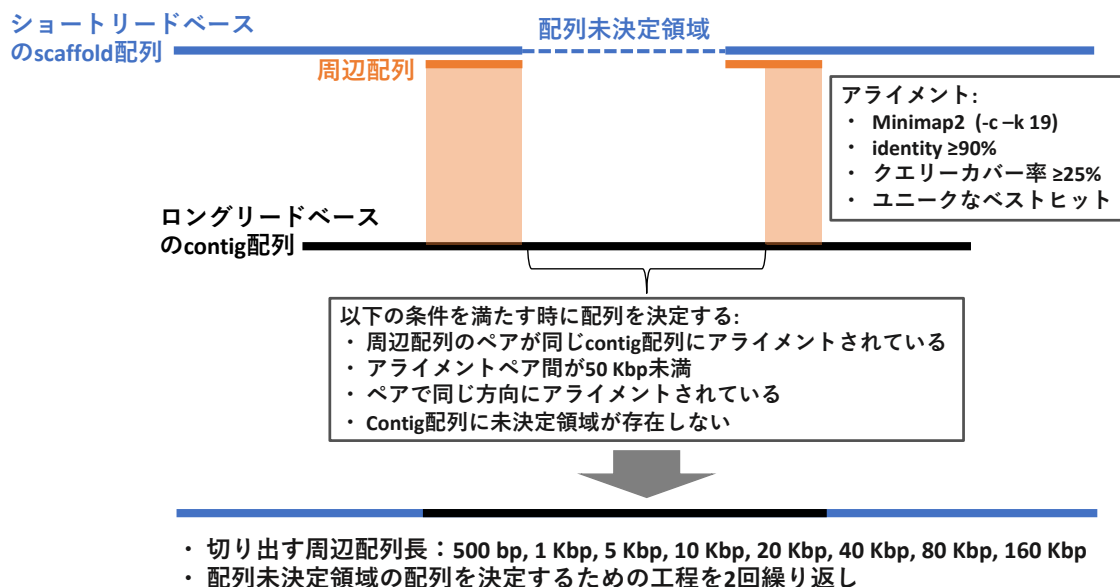 ショートリードベース
のscaffold配列
配列未決定領域
周辺配列
アライメント:
・ Minimap2 (-c –k 19)
・ identity ≥90%
・ クエリーカバー率 ≥25%
・ ユニークなベストヒット
ロングリードベース
のcontig配列
以下の条件を満たす時に配列を決定する:
・ 周辺配列のペアが同じcontig配列にアライメントされている
・ アライメントペア間が50 Kbp未満
・ ペアで同じ方向にアライメントされている
・ Contig配列に未決定領域が存在しない
・ 切り出す周辺配列長：500 bp, 1 Kbp, 5 Kbp, 10 Kbp, 20 Kbp, 40 Kbp, 80 Kbp, 160 Kbp
・ 配列未決定領域の配列を決定するための工程を2回繰り返し